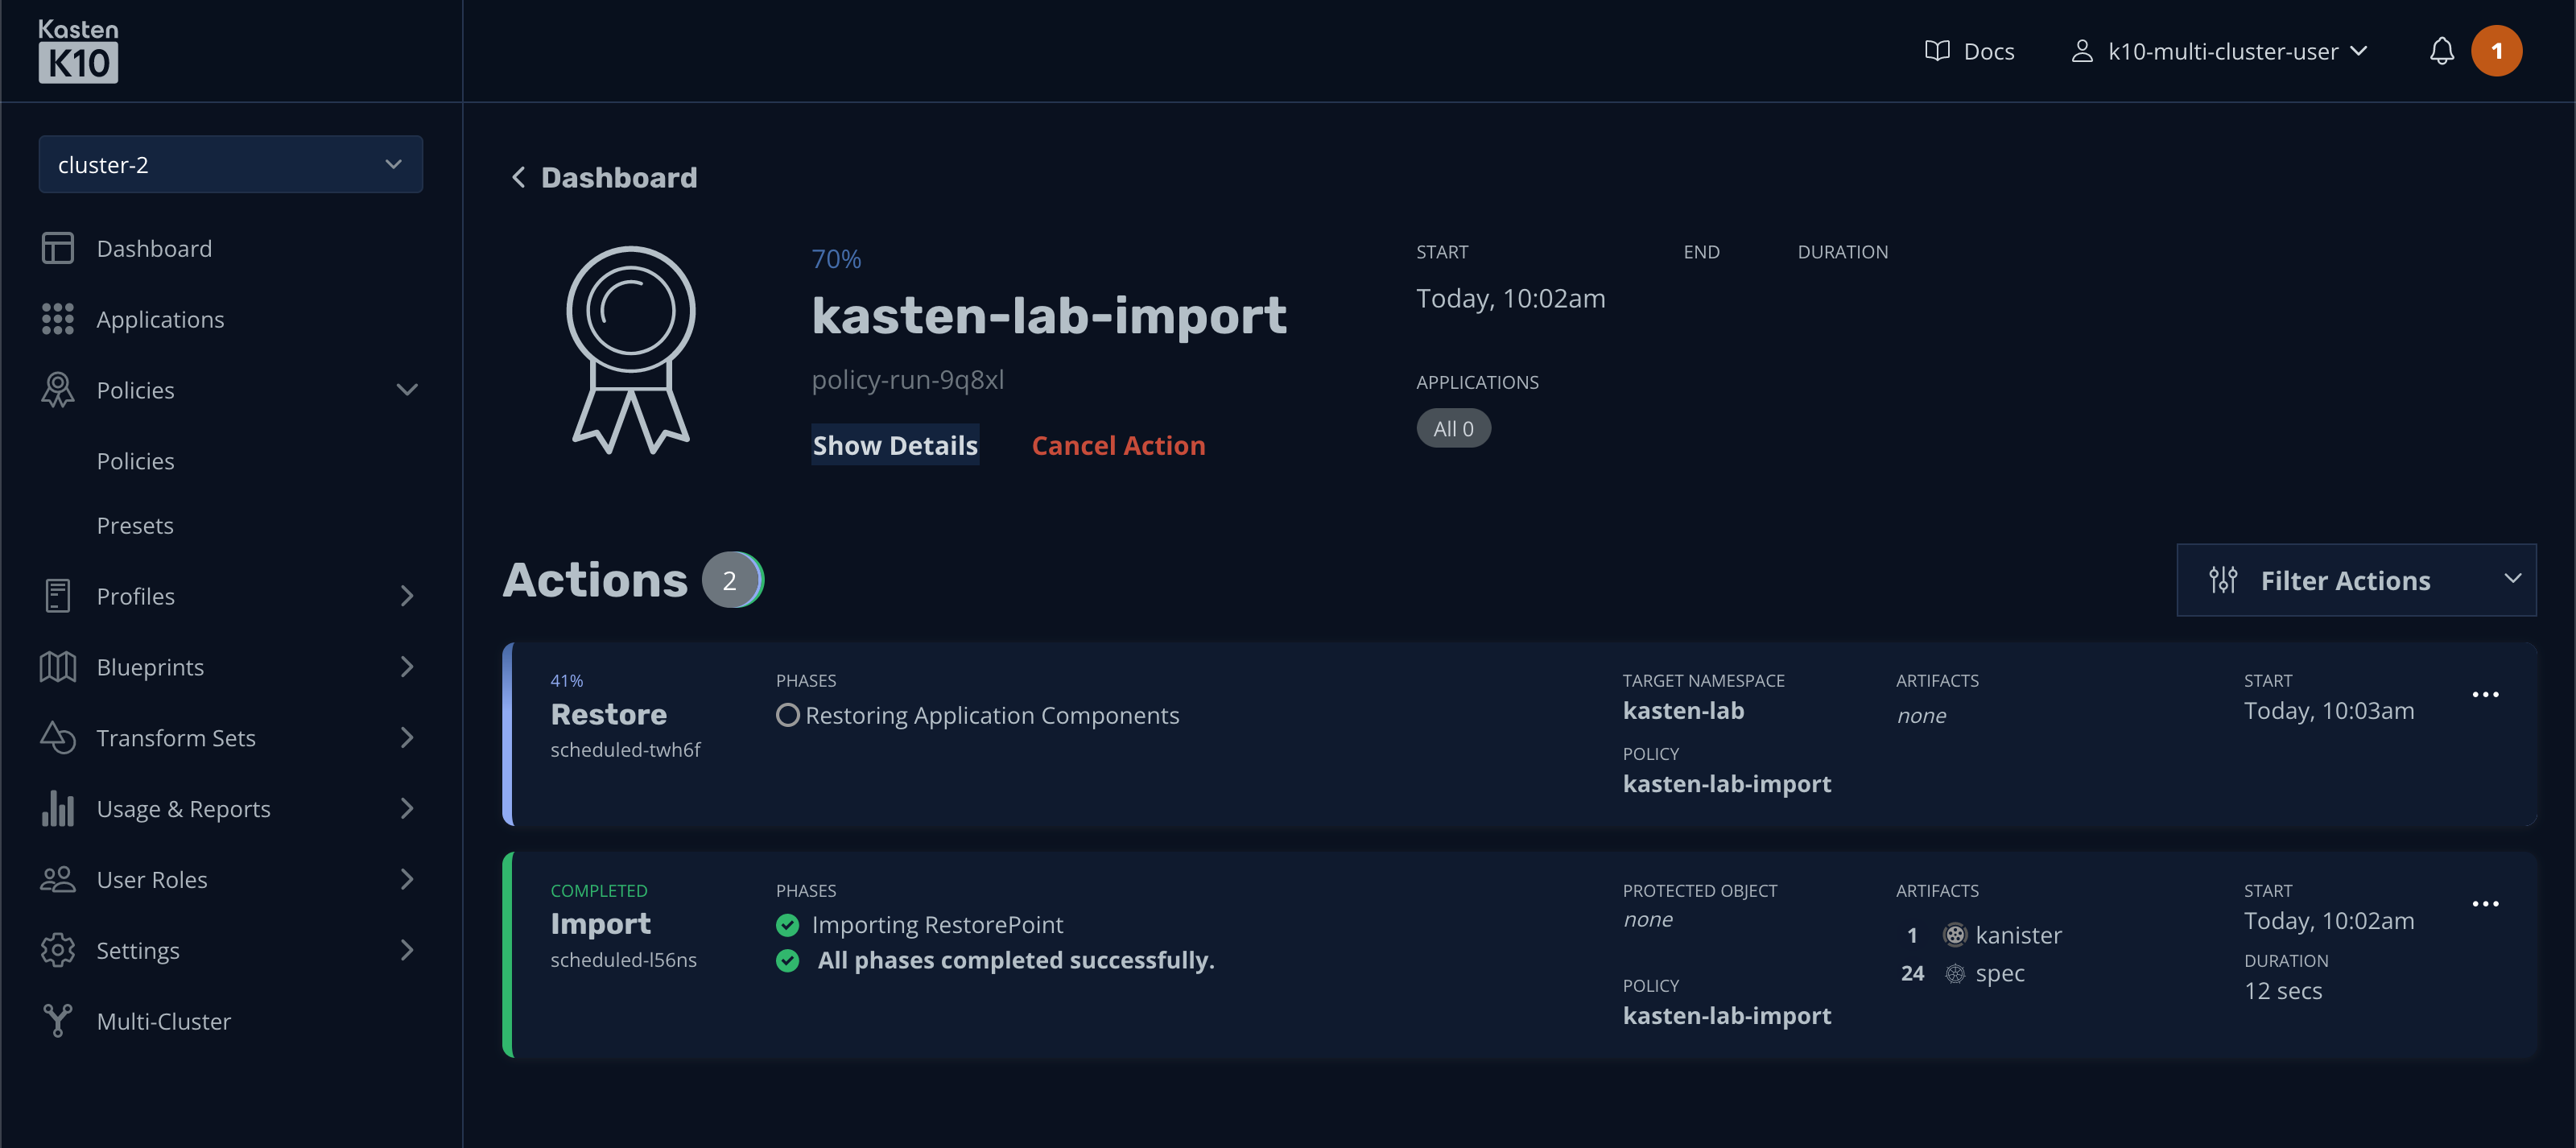 Kasten
K10
Docs
k10-multi-cluster-user
1
cluster-2
Dashboard
Applications
Policies
Policies
Presets
Profiles
Blueprints
Transform Sets
Usage & Reports
User Roles
Settings
Multi-Cluster
Dashboard
70%
kasten-lab-import
policy-run-9q8xl
Show Details Cancel Action
START END DURATION
Today, 10:02am
APPLICATIONS
All 0
Actions 2
Filter Actions
41%
Restore
scheduled-twh6f
PHASES
Restoring Application Components
TARGET NAMESPACE
kasten-lab
POLICY
kasten-lab-import
ARTIFACTS
none
START
Today, 10:03am
COMPLETED
Import
scheduled-l56ns
PHASES
Importing RestorePoint
All phases completed successfully.
PROTECTED OBJECT
none
POLICY
kasten-lab-import
ARTIFACTS
1 kanister
24 spec
START
Today, 10:02am
DURATION
12 secs